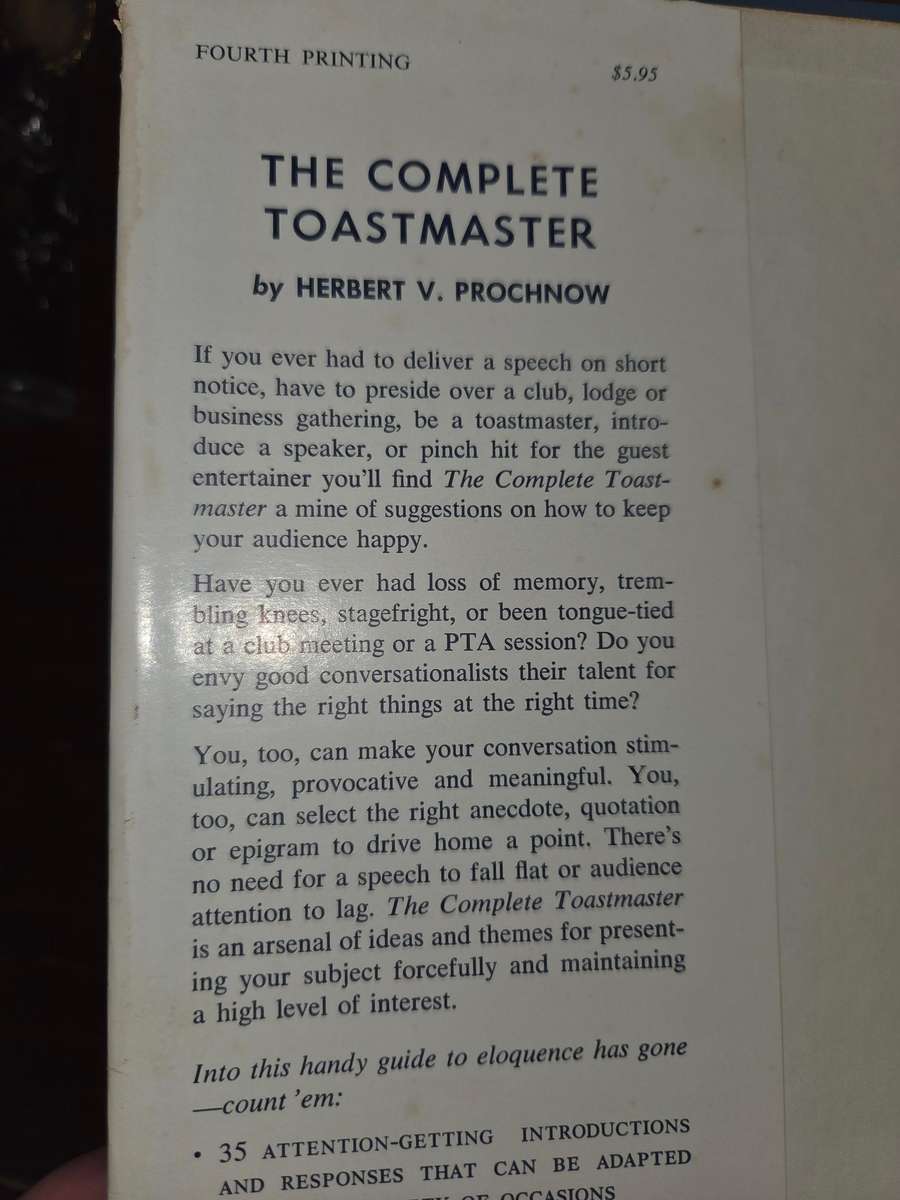 FOURTH PRINTING
$5.95
THE COMPLETE
TOASTMASTER
by HERBERT V. PROCHNOW
If you ever had to deliver a speech on short
notice, have to preside over a club, lodge or
business gathering, be a toastmaster, intro-
duce a speaker, or pinch hit for the guest
entertainer you'll find The Complete Toast-
master a mine of suggestions on how to keep
your audience happy.
Have you ever had loss of memory, trem-
bling knees, stagefright, or been tongue-tied
at a club meeting or a PTA session? Do you
envy good conversationalists their talent for
saying the right things at the right time?
You, too, can make your conversation stim-
ulating, provocative and meaningful. You,
too, can select the right anecdote, quotation
or epigram to drive home a point. There's
no need for a speech to fall flat or audience
attention to lag. The Complete Toastmaster
is an arsenal of ideas and themes for present-
ing your subject forcefully and maintaining
a high level of interest.
Into this handy guide to eloquence has gone
—count 'em:
• 35 ATTENTION-GETTING INTRODUCTIONS
AND RESPONSES THAT CAN BE ADAPTED
OF OCCASIONS